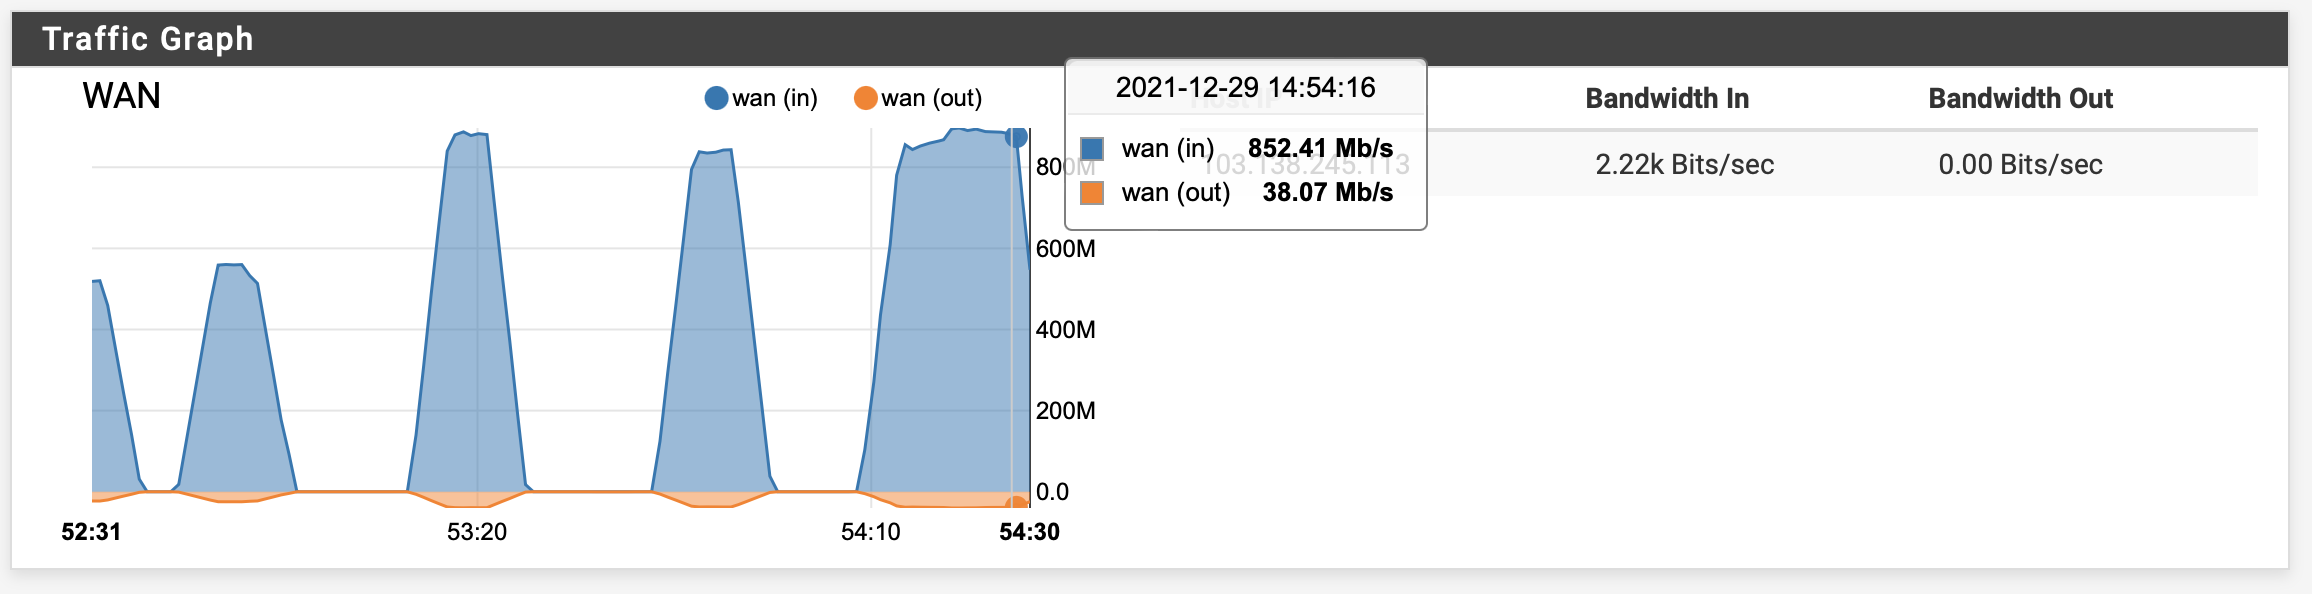 Traffic Graph
WAN
wan (in) wan (out)
2021-12-29 14:54:16
wan (in) 852.41 Mb/s
wan (out) 38.07 Mb/s
Host IP Bandwidth In Bandwidth Out
103.138.245.113 2.22k Bits/sec 0.00 Bits/sec
800M
600M
400M
200M
0.0
52:31 53:20 54:10 54:30